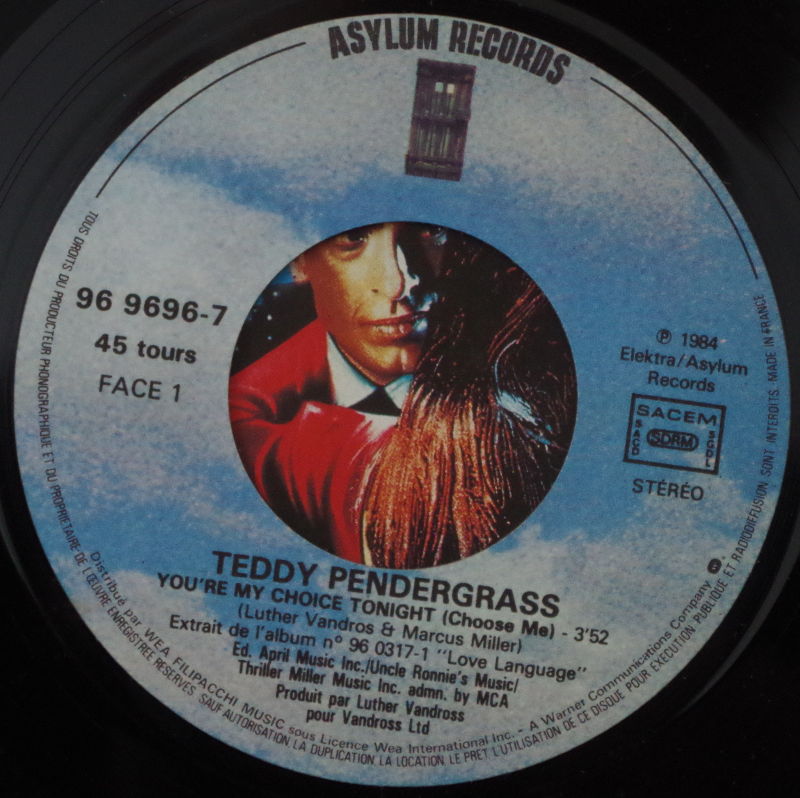 ASYLUM RECORDS
96 9696-7
45 tours
FACE 1
℗ 1984
Elektra/Asylum
Records
SACEM
SACD
SDRM
SGDL
STÉRÉO
TEDDY PENDERGRASS
YOU'RE MY CHOICE TONIGHT (Choose Me) - 3'52
(Luther Vandros & Marcus Miller)
Extrait de l'album n° 96 0317-1 "Love Language"
Ed. April Music Inc./Uncle Ronnie's Music/
Thriller Miller Music Inc. admn. by MCA
Produit par Luther Vandross
pour Vandross Ltd
Distribué par WEA FILIPACCHI MUSIC sous Licence Wea International Inc. - A Warner Communications Company
TOUS DROITS DU PRODUCTEUR PHONOGRAPHIQUE ET DU PROPRIETAIRE DE L'ŒUVRE ENREGISTREE RESERVES. SAUF AUTORISATION, LA DUPLICATION, LA LOCATION, LE PRET, L'UTILISATION DE CE DISQUE POUR EXECUTION PUBLIQUE ET RADIODIFFUSION SONT INTERDITS. MADE IN FRANCE